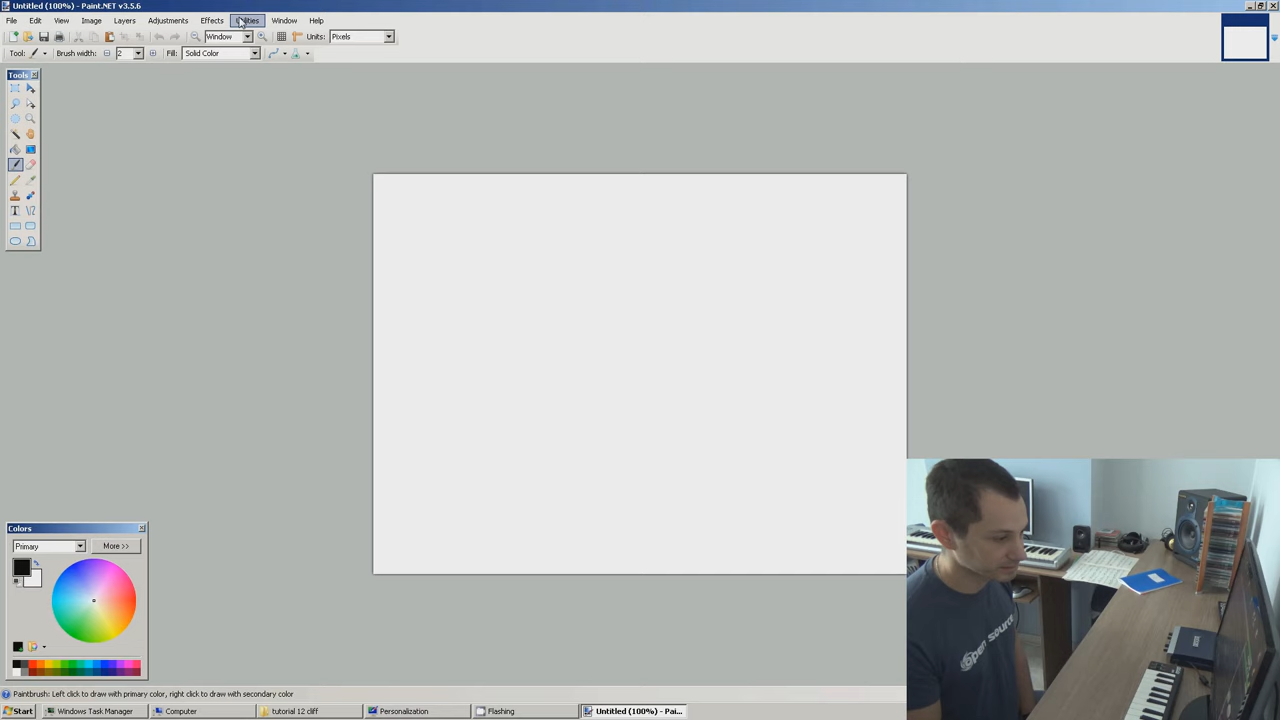 Untitled (100%) - Paint.NET v3.5.6
File Edit View Image Layers Adjustments Effects Utilities Window Help
Window Units: Pixels
Tool: Brush width: 2 Fill: Solid Color
Tools
Colors
Primary More >>
open source
Paintbrush: Left click to draw with primary color, right click to draw with secondary color
Start Windows Task Manager Computer tutorial 12 cliff Personalization Flashing Untitled (100%) - Pai...